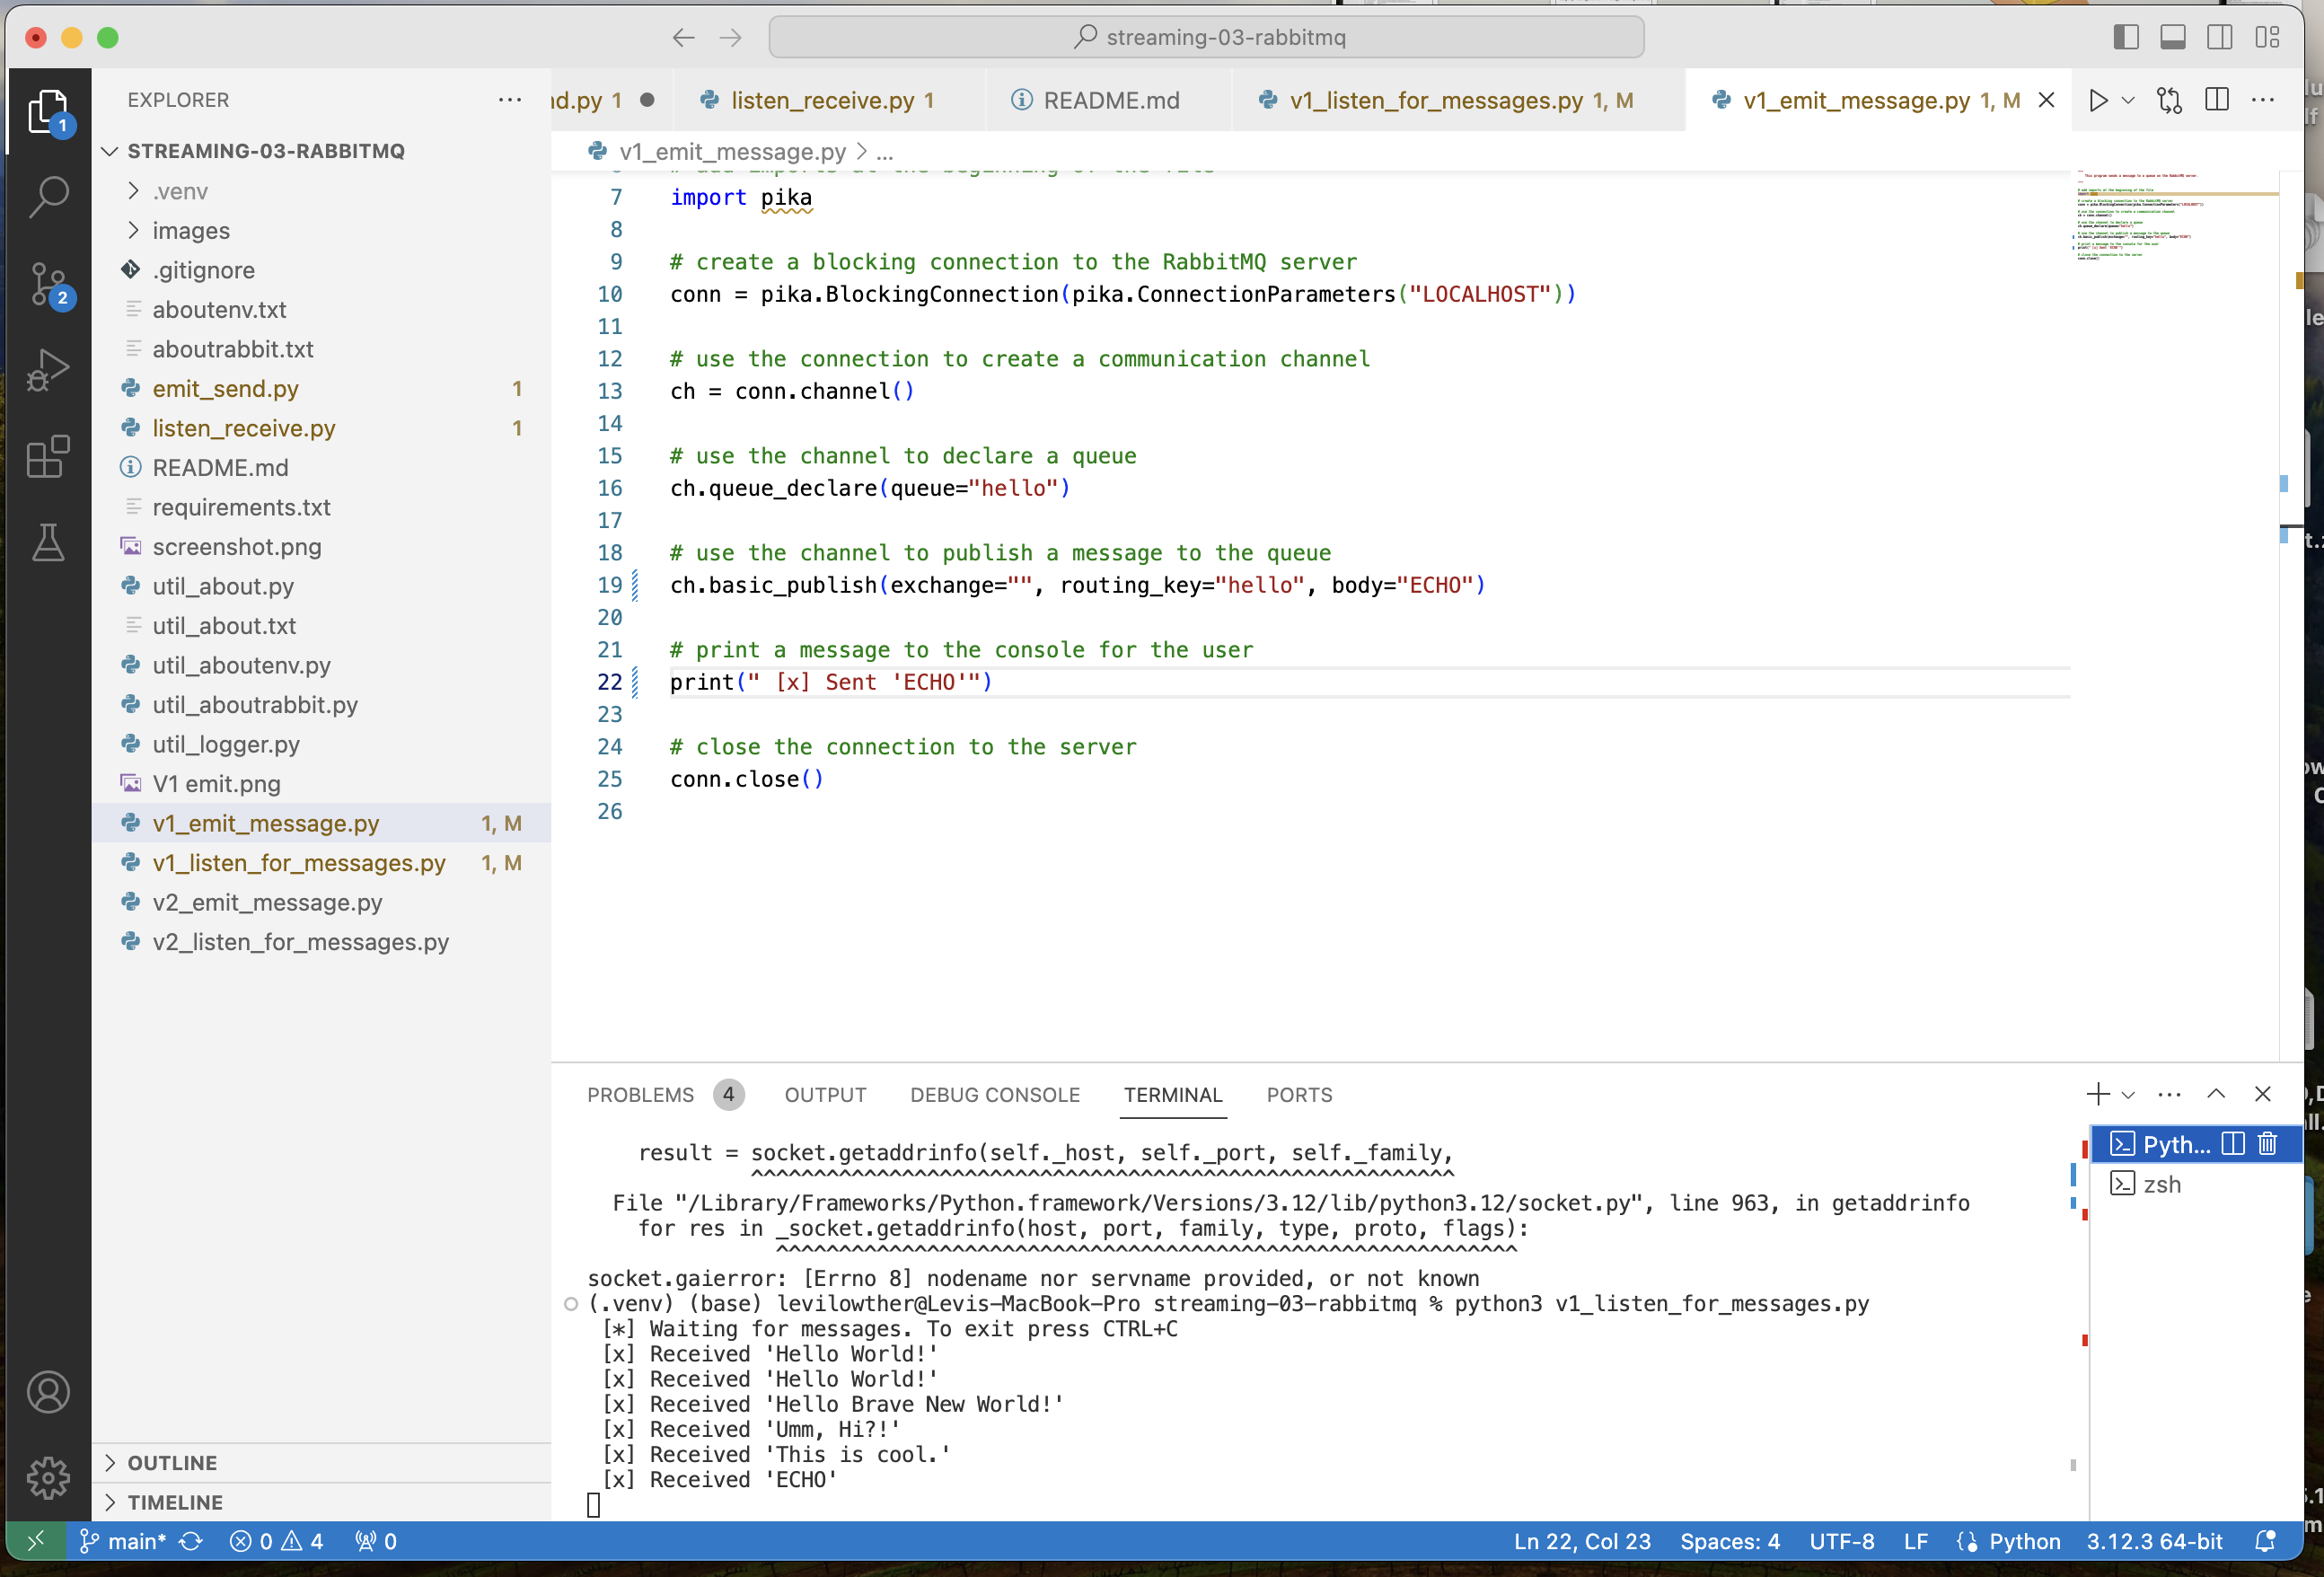 streaming-03-rabbitmq
EXPLORER
nd.py 1
listen_receive.py 1
README.md
v1_listen_for_messages.py 1, M
v1_emit_message.py 1, M
1
2
STREAMING-03-RABBITMQ
.venv
images
.gitignore
aboutenv.txt
aboutrabbit.txt
emit_send.py 1
listen_receive.py 1
README.md
requirements.txt
screenshot.png
util_about.py
util_about.txt
util_aboutenv.py
util_aboutrabbit.py
util_logger.py
V1 emit.png
v1_emit_message.py 1, M
v1_listen_for_messages.py 1, M
v2_emit_message.py
v2_listen_for_messages.py
OUTLINE
TIMELINE
v1_emit_message.py > ...
6 # add imports at the beginning of the file
7 import pika
8
9 # create a blocking connection to the RabbitMQ server
10 conn = pika.BlockingConnection(pika.ConnectionParameters("LOCALHOST"))
11
12 # use the connection to create a communication channel
13 ch = conn.channel()
14
15 # use the channel to declare a queue
16 ch.queue_declare(queue="hello")
17
18 # use the channel to publish a message to the queue
19 ch.basic_publish(exchange="", routing_key="hello", body="ECHO")
20
21 # print a message to the console for the user
22 print(" [x] Sent 'ECHO'")
23
24 # close the connection to the server
25 conn.close()
26
PROBLEMS 4 OUTPUT DEBUG CONSOLE TERMINAL PORTS
result = socket.getaddrinfo(self._host, self._port, self._family,
^^^^^^^^^^^^^^^^^^^^^^^^^^^^^^^^^^^^^^^^^^^^^^^^^^^^^^^^
File "/Library/Frameworks/Python.framework/Versions/3.12/lib/python3.12/socket.py", line 963, in getaddrinfo
for res in _socket.getaddrinfo(host, port, family, type, proto, flags):
^^^^^^^^^^^^^^^^^^^^^^^^^^^^^^^^^^^^^^^^^^^^^^^^^^^^^^^^^^^
socket.gaierror: [Errno 8] nodename nor servname provided, or not known
(.venv) (base) levilowther@Levis-MacBook-Pro streaming-03-rabbitmq % python3 v1_listen_for_messages.py
[*] Waiting for messages. To exit press CTRL+C
[x] Received 'Hello World!'
[x] Received 'Hello World!'
[x] Received 'Hello Brave New World!'
[x] Received 'Umm, Hi?!'
[x] Received 'This is cool.'
[x] Received 'ECHO'
Pyth...
zsh
main* 0 4 0
Ln 22, Col 23 Spaces: 4 UTF-8 LF Python 3.12.3 64-bit